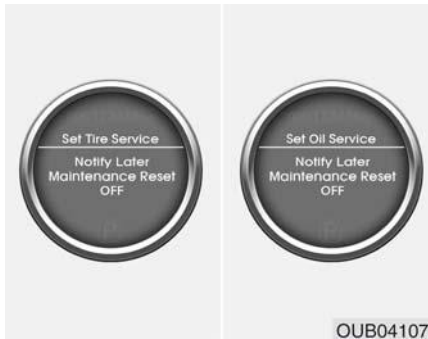 Set Tire Service
Notify Later
Maintenance Reset
OFF
Set Oil Service
Notify Later
Maintenance Reset
OFF
OUB04107